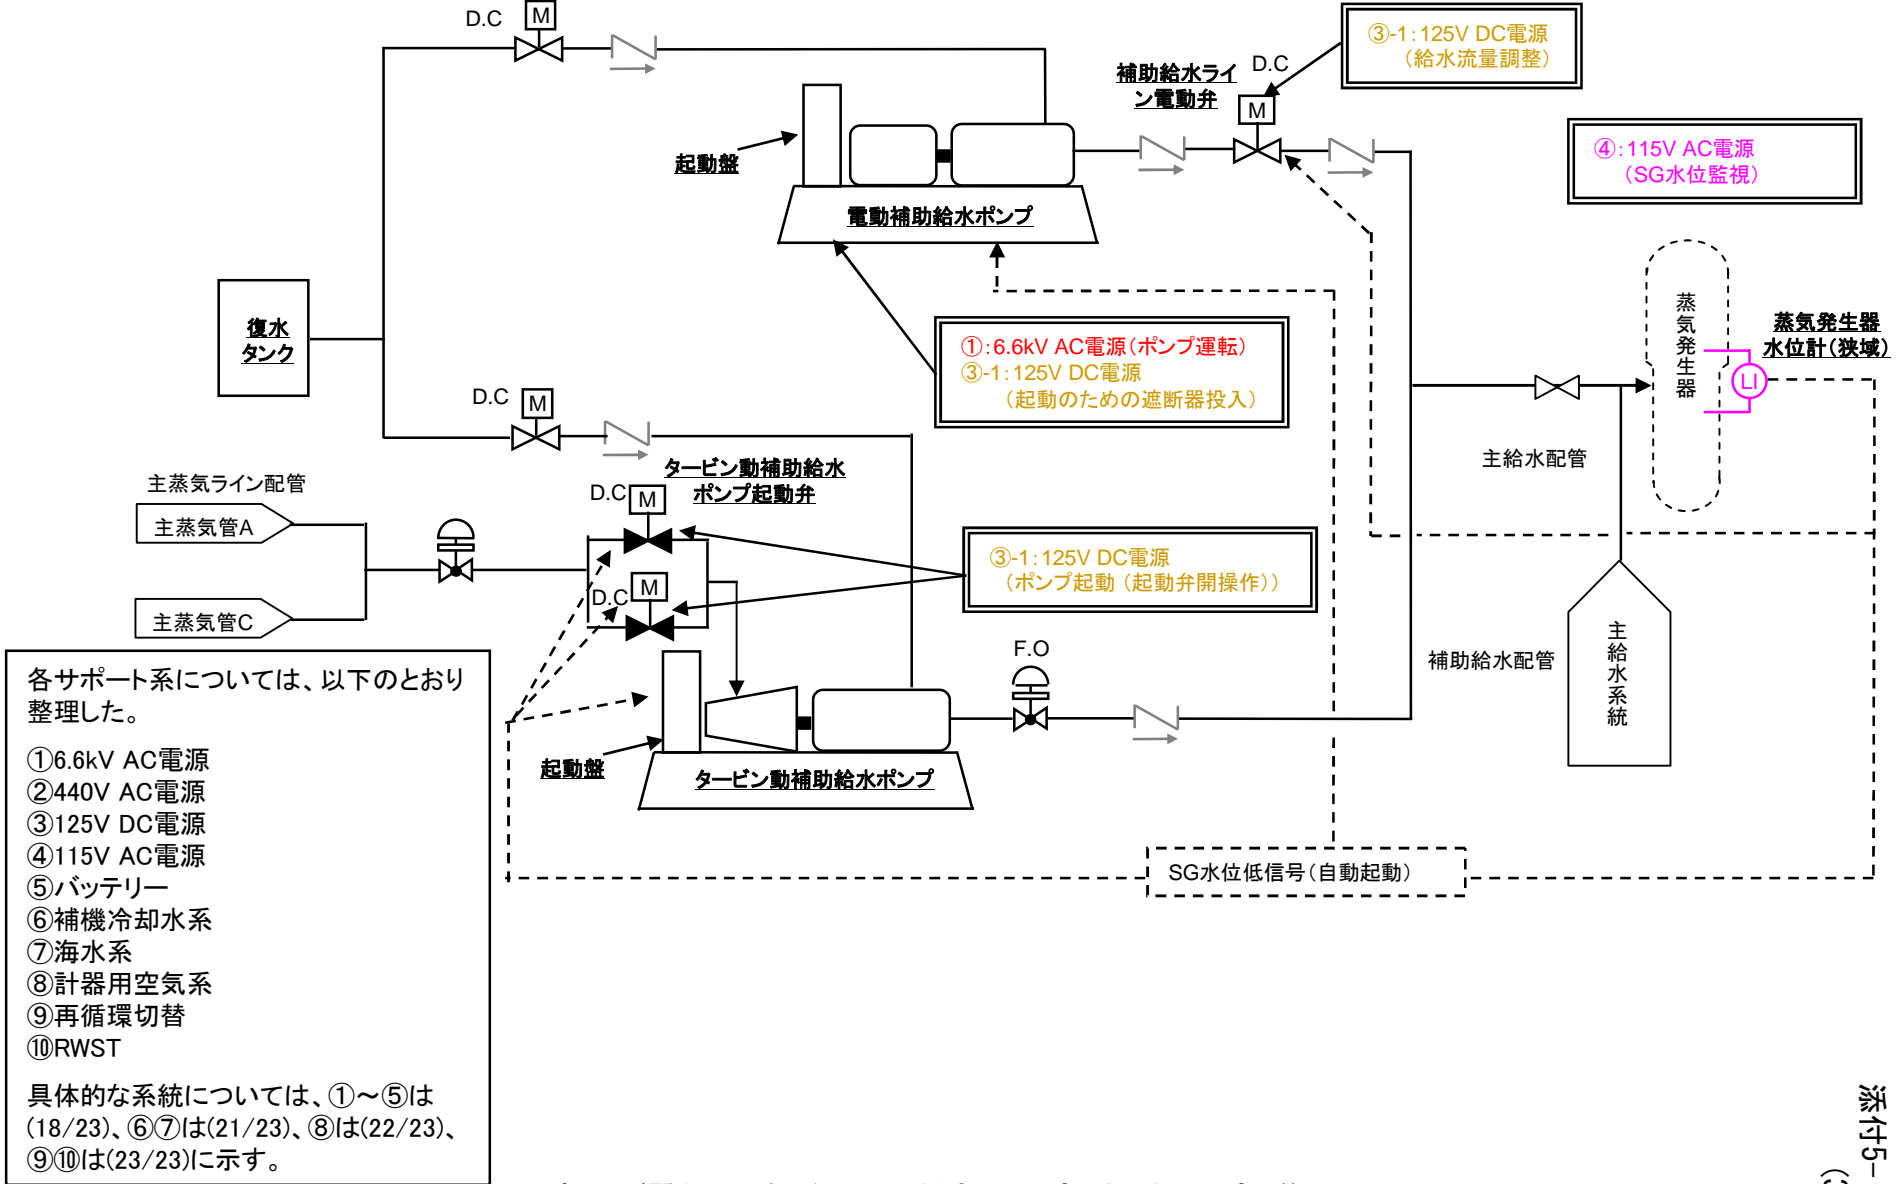 D.C
M
③-1：125V DC電源
（給水流量調整）
補助給水ライ
ン電動弁
D.C
M
④：115V AC電源
（SG水位監視）
起動盤
電動補助給水ポンプ
復水
タンク
①：6.6kV AC電源（ポンプ運転）
③-1：125V DC電源
（起動のための遮断器投入）
蒸気発生器
蒸気発生器
水位計（狭域）
LI
D.C
M
主給水配管
タービン動補助給水
ポンプ起動弁
主蒸気ライン配管
主蒸気管A
D.C
M
③-1：125V DC電源
（ポンプ起動（起動弁開操作））
D.C
M
主蒸気管C
F.O
補助給水配管
主給水系統
起動盤
タービン動補助給水ポンプ
SG水位低信号（自動起動）
各サポート系については、以下のとおり
整理した。
①6.6kV AC電源
②440V AC電源
③125V DC電源
④115V AC電源
⑤バッテリー
⑥補機冷却水系
⑦海水系
⑧計器用空気系
⑨再循環切替
⑩RWST
具体的な系統については、①～⑤は
(18/23)、⑥⑦は(21/23)、⑧は(22/23)、
⑨⑩は(23/23)に示す。
添付5-